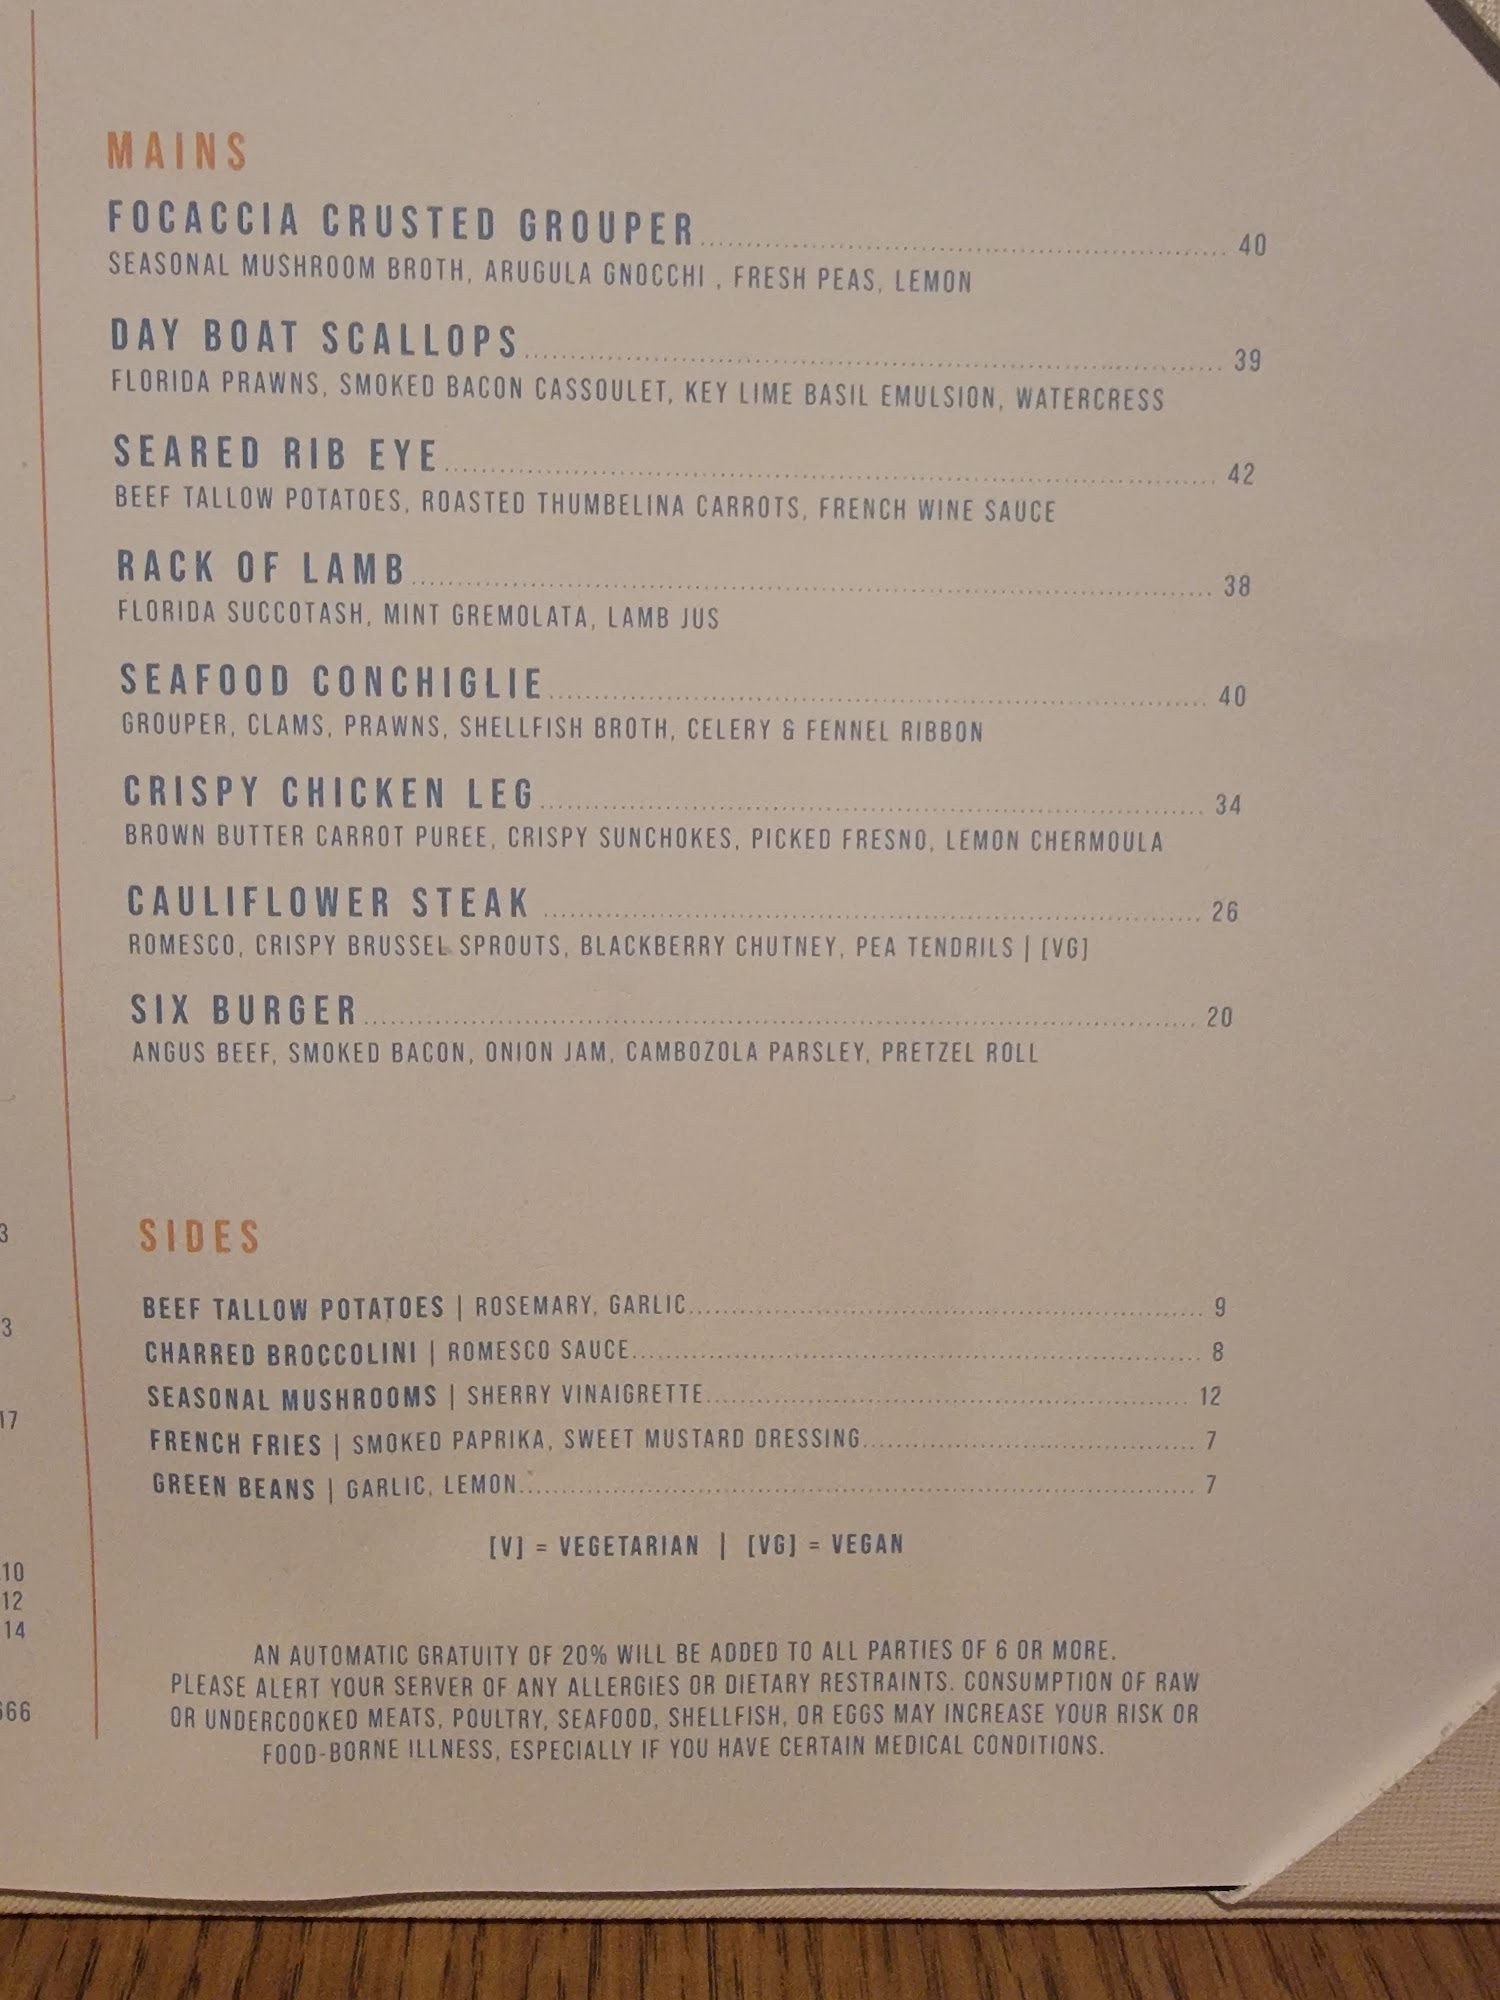 MAINS
FOCACCIA CRUSTED GROUPER 40
SEASONAL MUSHROOM BROTH, ARUGULA GNOCCHI , FRESH PEAS, LEMON
DAY BOAT SCALLOPS 39
FLORIDA PRAWNS, SMOKED BACON CASSOULET, KEY LIME BASIL EMULSION, WATERCRESS
SEARED RIB EYE 42
BEEF TALLOW POTATOES, ROASTED THUMBELINA CARROTS, FRENCH WINE SAUCE
RACK OF LAMB 38
FLORIDA SUCCOTASH, MINT GREMOLATA, LAMB JUS
SEAFOOD CONCHIGLIE 40
GROUPER, CLAMS, PRAWNS, SHELLFISH BROTH, CELERY & FENNEL RIBBON
CRISPY CHICKEN LEG 34
BROWN BUTTER CARROT PUREE, CRISPY SUNCHOKES, PICKED FRESNO, LEMON CHERMOULA
CAULIFLOWER STEAK 26
ROMESCO, CRISPY BRUSSEL SPROUTS, BLACKBERRY CHUTNEY, PEA TENDRILS | [VG]
SIX BURGER 20
ANGUS BEEF, SMOKED BACON, ONION JAM, CAMBOZOLA PARSLEY, PRETZEL ROLL
SIDES
BEEF TALLOW POTATOES | ROSEMARY, GARLIC 9
CHARRED BROCCOLINI | ROMESCO SAUCE 8
SEASONAL MUSHROOMS | SHERRY VINAIGRETTE 12
FRENCH FRIES | SMOKED PAPRIKA, SWEET MUSTARD DRESSING 7
GREEN BEANS | GARLIC, LEMON 7
[V] = VEGETARIAN | [VG] = VEGAN
AN AUTOMATIC GRATUITY OF 20% WILL BE ADDED TO ALL PARTIES OF 6 OR MORE.
PLEASE ALERT YOUR SERVER OF ANY ALLERGIES OR DIETARY RESTRAINTS. CONSUMPTION OF RAW
OR UNDERCOOKED MEATS, POULTRY, SEAFOOD, SHELLFISH, OR EGGS MAY INCREASE YOUR RISK OR
FOOD-BORNE ILLNESS, ESPECIALLY IF YOU HAVE CERTAIN MEDICAL CONDITIONS.
17
10
12
14